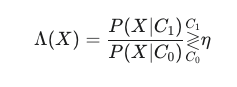 Λ(X) = P(X|C₁) / P(X|C₀) ≷ η, C₁ (above ≷), C₀ (below ≷)